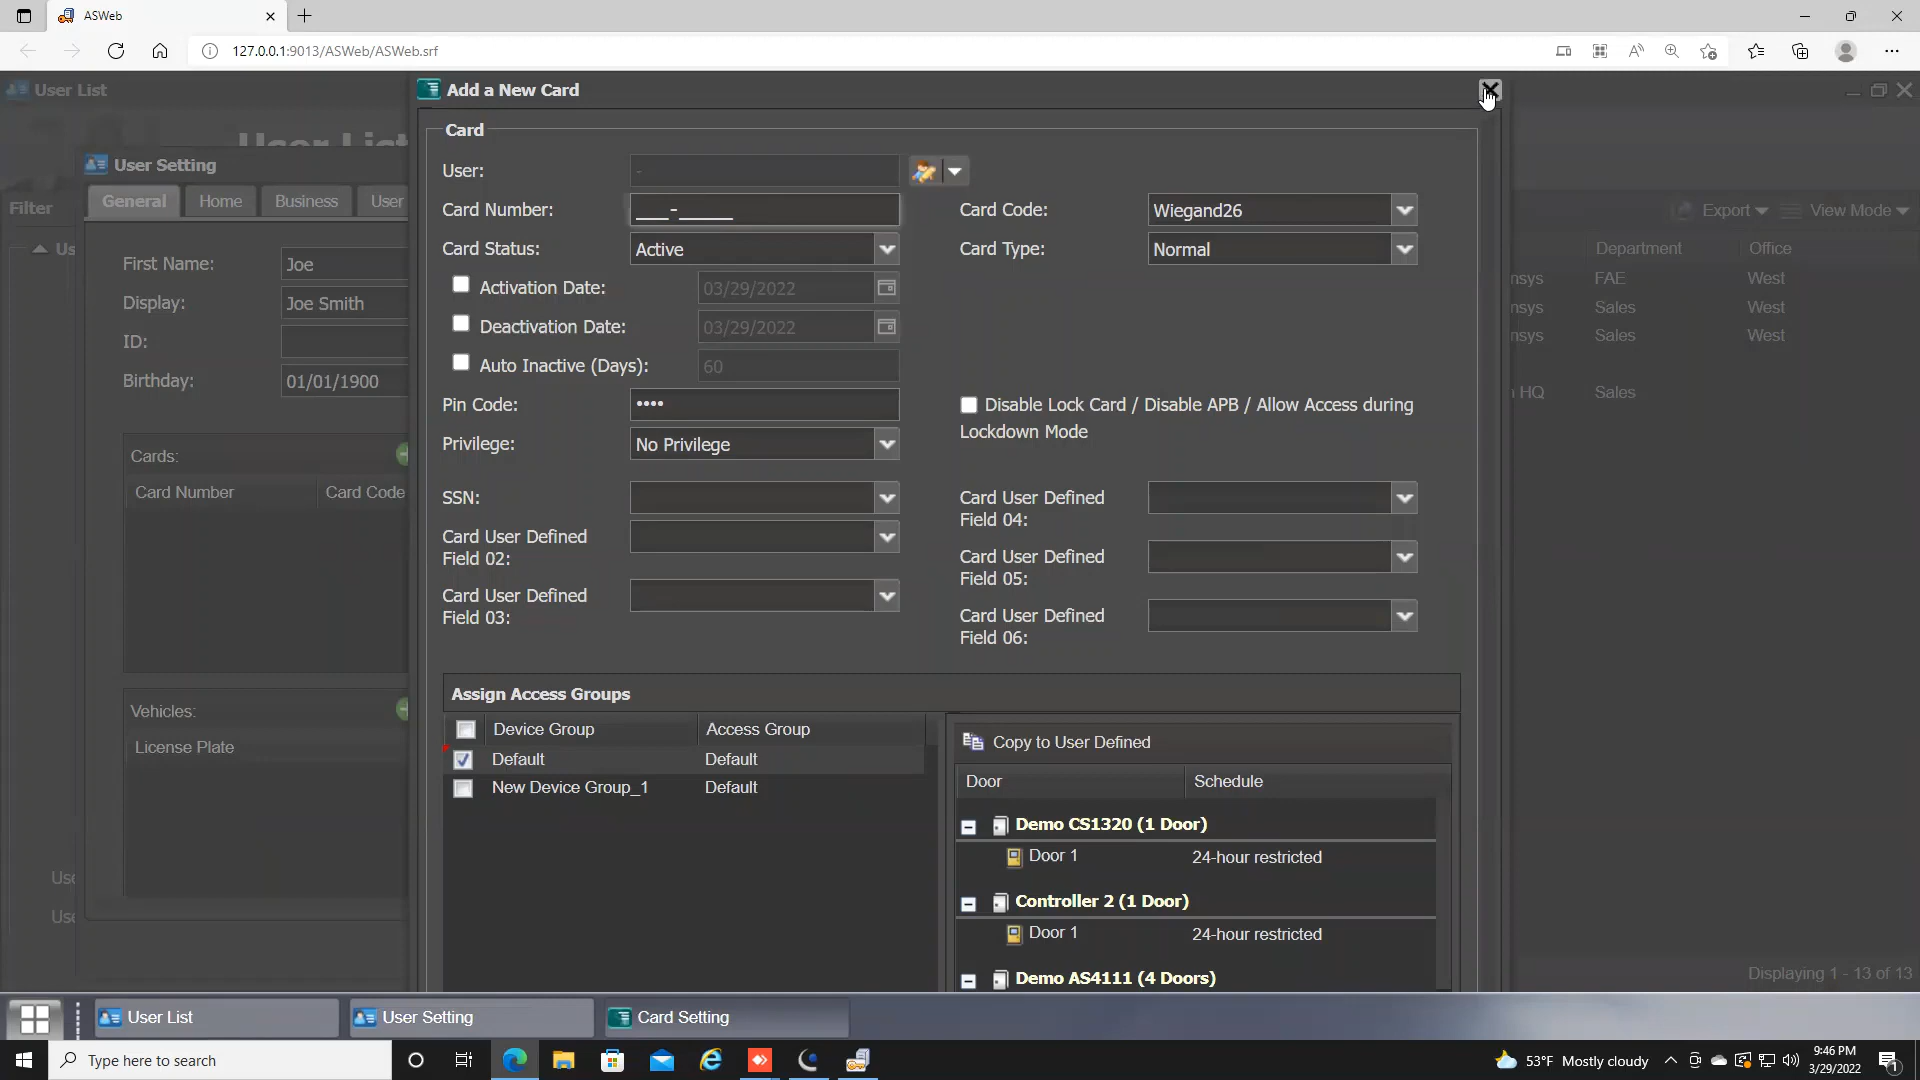 ASWeb
127.0.0.1:9013/ASWeb/ASWeb.srf
User List
User List
User Setting
General
Home
Business
User
Filter
First Name:
Joe
Display:
Joe Smith
ID:
Birthday:
01/01/1900
Cards:
Card Number
Card Code
Vehicles:
License Plate
Add a New Card
Card
User:
-
Card Number:
___-_____
Card Code:
Wiegand26
Card Status:
Active
Card Type:
Normal
Activation Date:
03/29/2022
Deactivation Date:
03/29/2022
Auto Inactive (Days):
60
Pin Code:
••••
Disable Lock Card / Disable APB / Allow Access during
Lockdown Mode
Privilege:
No Privilege
SSN:
Card User Defined
Field 02:
Card User Defined
Field 03:
Card User Defined
Field 04:
Card User Defined
Field 05:
Card User Defined
Field 06:
Assign Access Groups
Device Group
Access Group
Default
Default
New Device Group_1
Default
Copy to User Defined
Door
Schedule
Demo CS1320 (1 Door)
Door 1
24-hour restricted
Controller 2 (1 Door)
Door 1
24-hour restricted
Demo AS4111 (4 Doors)
Export
View Mode
Department
Office
FAE
West
Sales
West
Sales
West
HQ
Sales
Displaying 1 - 13 of 13
User List
User Setting
Card Setting
Type here to search
53°F Mostly cloudy
9:46 PM
3/29/2022
1